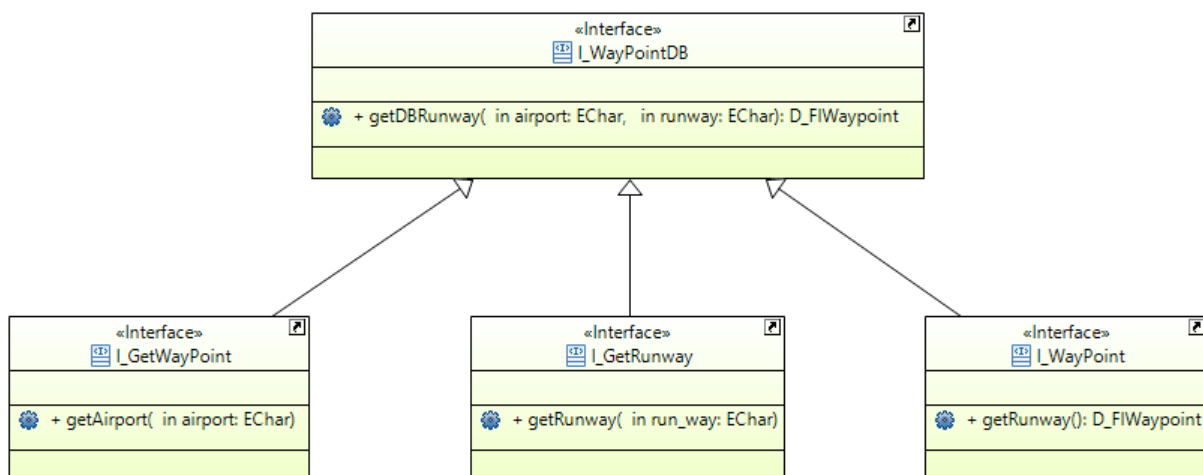 «Interface»
I_WayPointDB
+ getDBRunway( in airport: EChar, in runway: EChar): D_FlWaypoint
«Interface»
I_GetWayPoint
+ getAirport( in airport: EChar)
«Interface»
I_GetRunway
+ getRunway( in run_way: EChar)
«Interface»
I_WayPoint
+ getRunway(): D_FlWaypoint